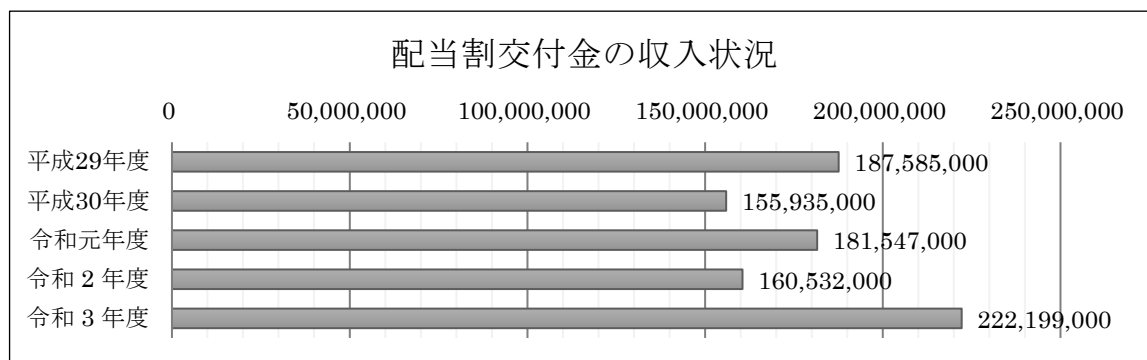 配当割交付金の収入状況
0 50,000,000 100,000,000 150,000,000 200,000,000 250,000,000
平成29年度 187,585,000
平成30年度 155,935,000
令和元年度 181,547,000
令和２年度 160,532,000
令和３年度 222,199,000